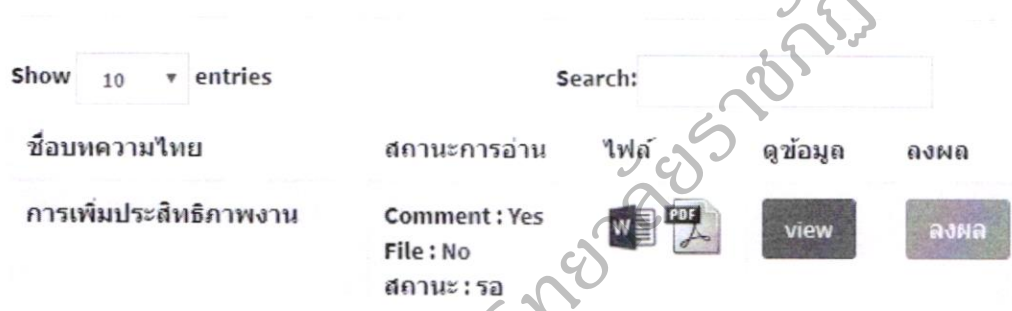 Show 10 entries Search:
ชื่อบทความไทย สถานะการอ่าน ไฟล์ ดูข้อมูล ลงผล
การเพิ่มประสิทธิภาพงาน Comment : Yes W PDF view ลงผล
File : No
สถานะ : รอ